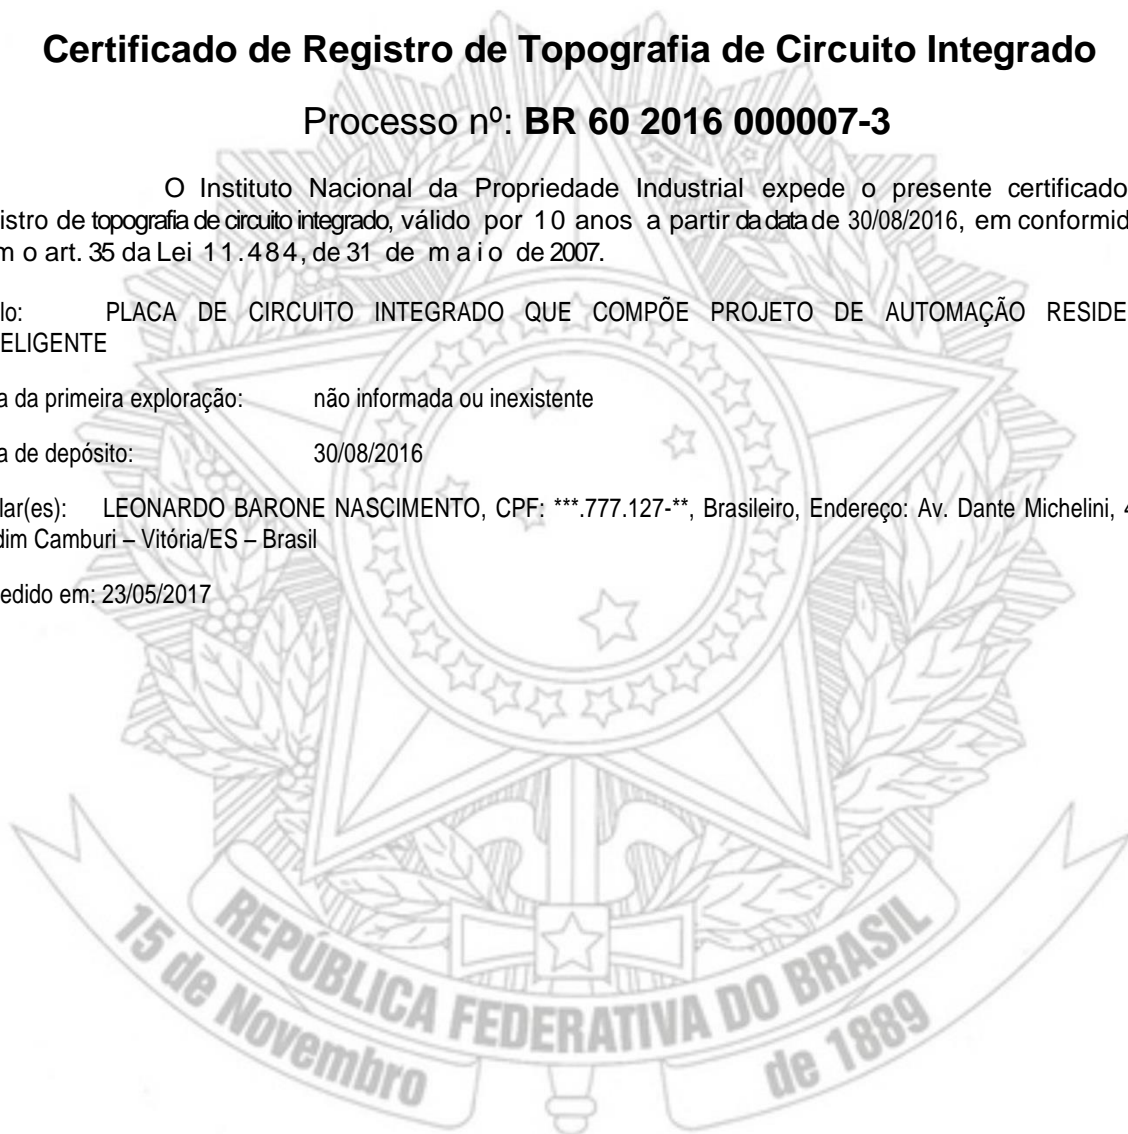 Certificado de Registro de Topografia de Circuito Integrado
Processo nº: BR 60 2016 000007-3
O Instituto Nacional da Propriedade Industrial expede o presente certificado
istro de topografia de circuito integrado, válido por 10 anos a partir da data de 30/08/2016, em conformid
m o art. 35 da Lei 11.484, de 31 de maio de 2007.
lo: PLACA DE CIRCUITO INTEGRADO QUE COMPÕE PROJETO DE AUTOMAÇÃO RESIDE
ELIGENTE
a da primeira exploração: não informada ou inexistente
a de depósito: 30/08/2016
lar(es): LEONARDO BARONE NASCIMENTO, CPF: ***.777.127-**, Brasileiro, Endereço: Av. Dante Michelini, 4
dim Camburi – Vitória/ES – Brasil
edido em: 23/05/2017
REPÚBLICA FEDERATIVA DO BRASIL
15 de Novembro de 1889